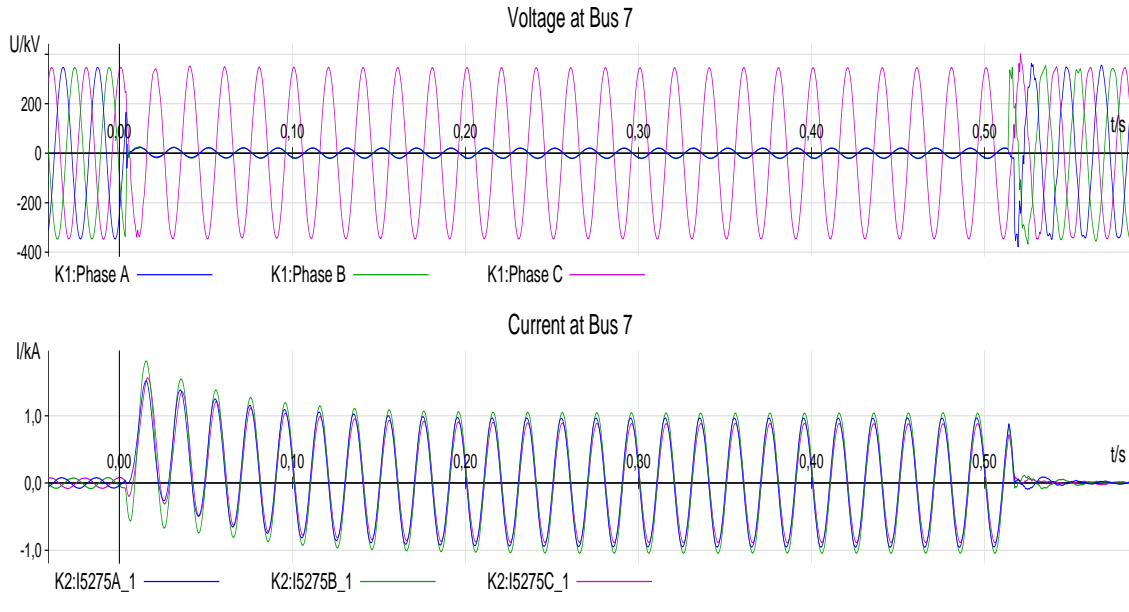 Voltage at Bus 7
U/kV
200
0,00 0,10 0,20 0,30 0,40 0,50 t/s
0
-200
-400
K1:Phase A K1:Phase B K1:Phase C
Current at Bus 7
I/kA
1,0
0,00 0,10 0,20 0,30 0,40 0,50 t/s
0,0
-1,0
K2:I5275A_1 K2:I5275B_1 K2:I5275C_1